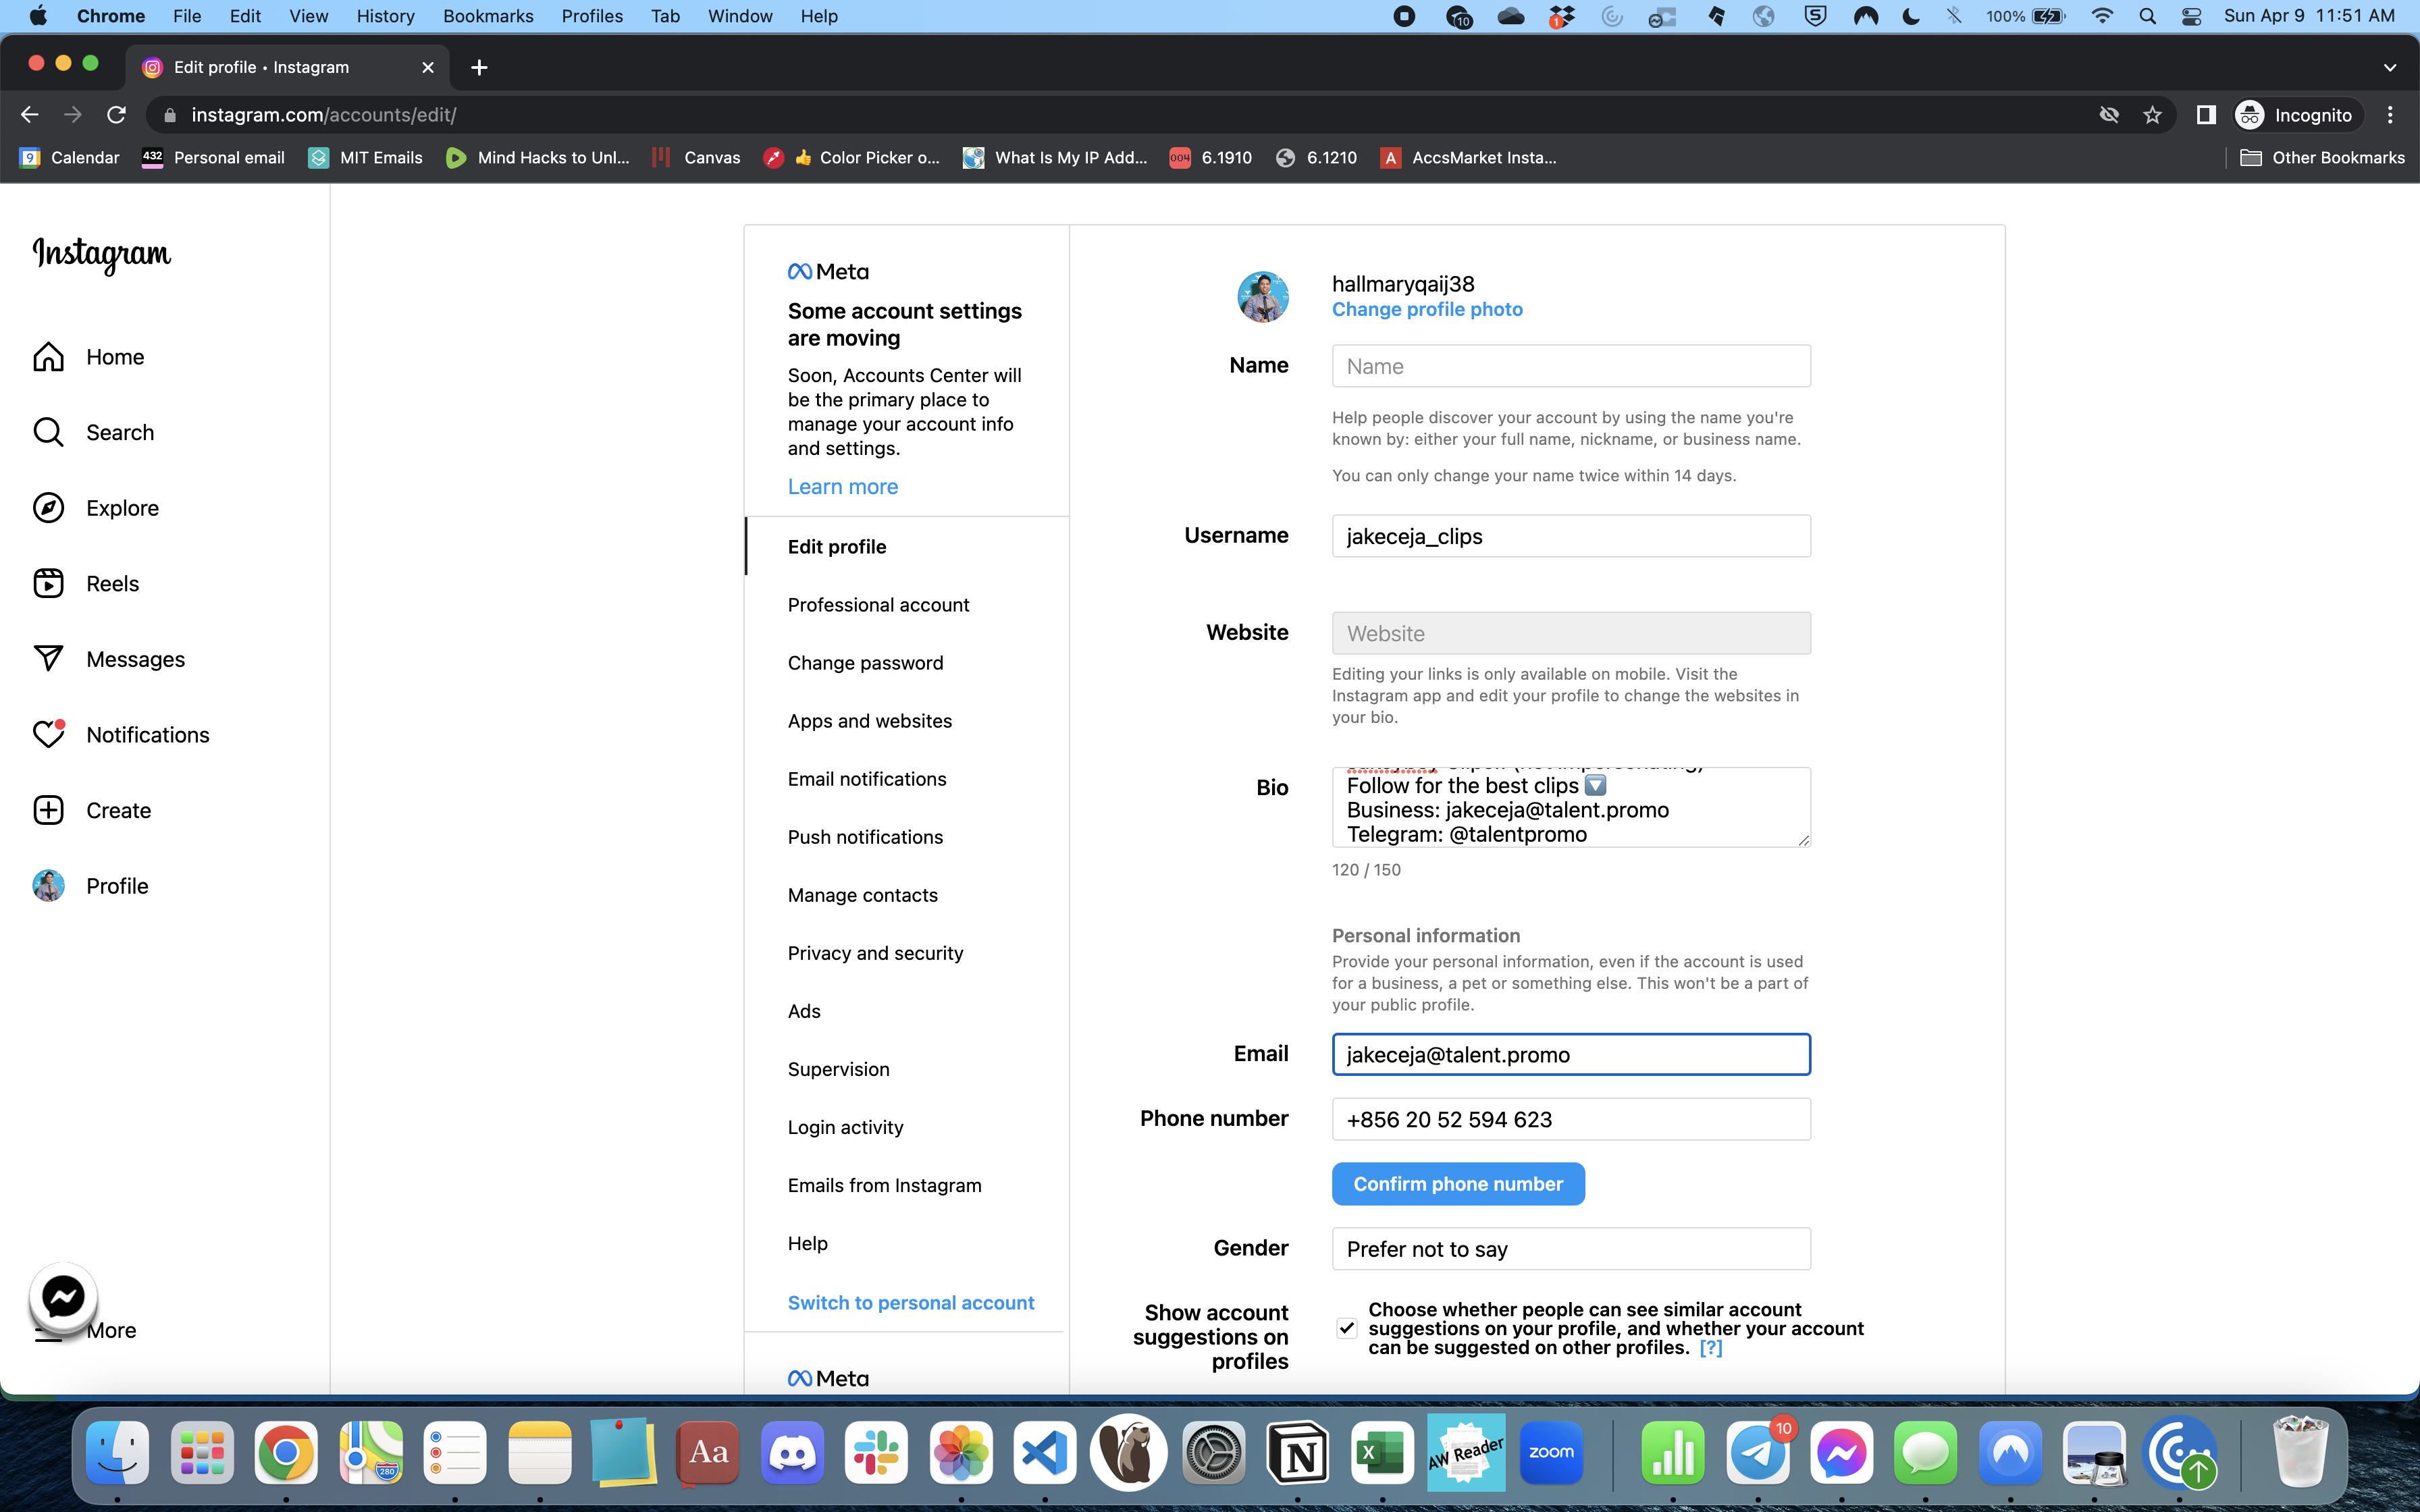 Chrome File Edit View History Bookmarks Profiles Tab Window Help 10 1 100% Sun Apr 9 11:51 AM
Edit profile • Instagram
instagram.com/accounts/edit/ Incognito
9 Calendar 432 Personal email MIT Emails Mind Hacks to Unl... Canvas 👍 Color Picker o... What Is My IP Add... 004 6.1910 6.1210 A AccsMarket Insta... Other Bookmarks
Instagram
Home
Search
Explore
Reels
Messages
Notifications
Create
Profile
More
Meta
Some account settings
are moving
Soon, Accounts Center will
be the primary place to
manage your account info
and settings.
Learn more
Edit profile
Professional account
Change password
Apps and websites
Email notifications
Push notifications
Manage contacts
Privacy and security
Ads
Supervision
Login activity
Emails from Instagram
Help
Switch to personal account
Meta
hallmaryqaij38
Change profile photo
Name Name
Help people discover your account by using the name you're
known by: either your full name, nickname, or business name.
You can only change your name twice within 14 days.
Username jakeceja_clips
Website Website
Editing your links is only available on mobile. Visit the
Instagram app and edit your profile to change the websites in
your bio.
Bio
Follow for the best clips 🔽
Business: jakeceja@talent.promo
Telegram: @talentpromo
120 / 150
Personal information
Provide your personal information, even if the account is used
for a business, a pet or something else. This won't be a part of
your public profile.
Email jakeceja@talent.promo
Phone number +856 20 52 594 623
Confirm phone number
Gender Prefer not to say
Show account
suggestions on
profiles
Choose whether people can see similar account
suggestions on your profile, and whether your account
can be suggested on other profiles. [?]
280 Aa N X AW Reader zoom 10